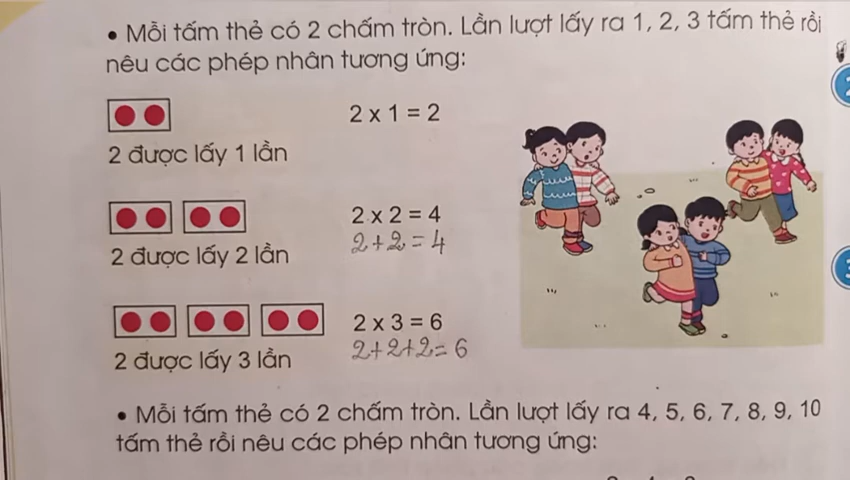 • Mỗi tấm thẻ có 2 chấm tròn. Lần lượt lấy ra 1, 2, 3 tấm thẻ rồi
nêu các phép nhân tương ứng:
2 x 1 = 2
2 được lấy 1 lần
2 x 2 = 4
2+2=4
2 được lấy 2 lần
2 x 3 = 6
2+2+2=6
2 được lấy 3 lần
• Mỗi tấm thẻ có 2 chấm tròn. Lần lượt lấy ra 4, 5, 6, 7, 8, 9, 10
tấm thẻ rồi nêu các phép nhân tương ứng: